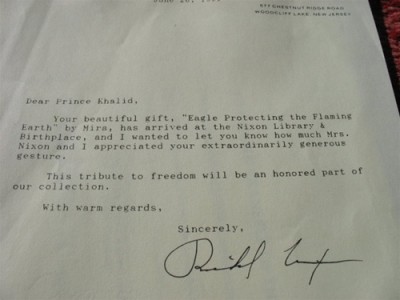 577 CHESTNUT RIDGE ROAD
WOODCLIFF LAKE, NEW JERSEY
Dear Prince Khalid,
Your beautiful gift, "Eagle Protecting the Flaming
Earth" by Mira, has arrived at the Nixon Library &
Birthplace, and I wanted to let you know how much Mrs.
Nixon and I appreciated your extraordinarily generous
gesture.
This tribute to freedom will be an honored part of
our collection.
With warm regards,
Sincerely,